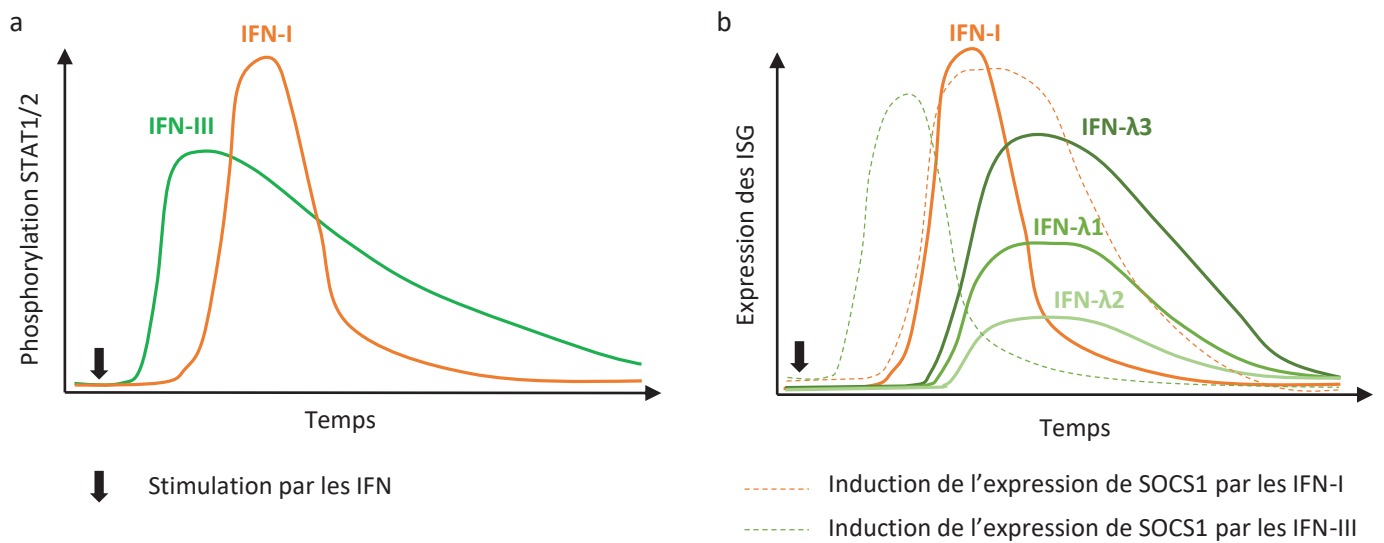 a
IFN-I
IFN-III
Phosphorylation STAT1/2
Temps
Stimulation par les IFN
b
IFN-I
IFN-λ3
IFN-λ1
IFN-λ2
Expression des ISG
Temps
Induction de l'expression de SOCS1 par les IFN-I
Induction de l'expression de SOCS1 par les IFN-III